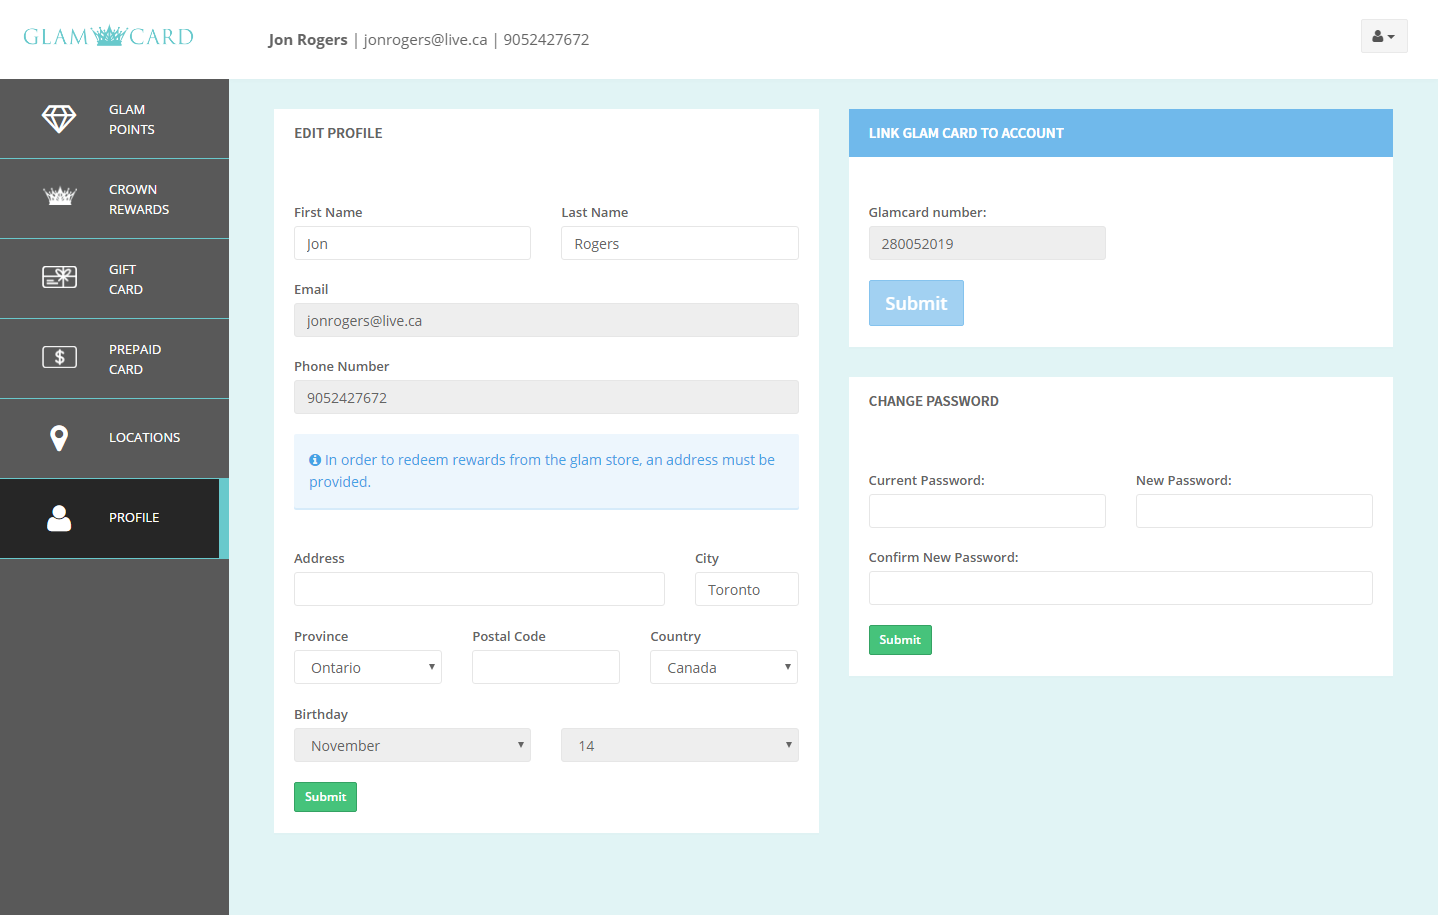 GLAM CARD
Jon Rogers | jonrogers@live.ca | 9052427672
GLAM
POINTS
CROWN
REWARDS
GIFT
CARD
PREPAID
CARD
LOCATIONS
PROFILE
EDIT PROFILE
First Name
Last Name
Jon
Rogers
Email
jonrogers@live.ca
Phone Number
9052427672
In order to redeem rewards from the glam store, an address must be
provided.
Address
City
Toronto
Province
Postal Code
Country
Ontario
Canada
Birthday
November
14
Submit
LINK GLAM CARD TO ACCOUNT
Glamcard number:
280052019
Submit
CHANGE PASSWORD
Current Password:
New Password:
Confirm New Password:
Submit